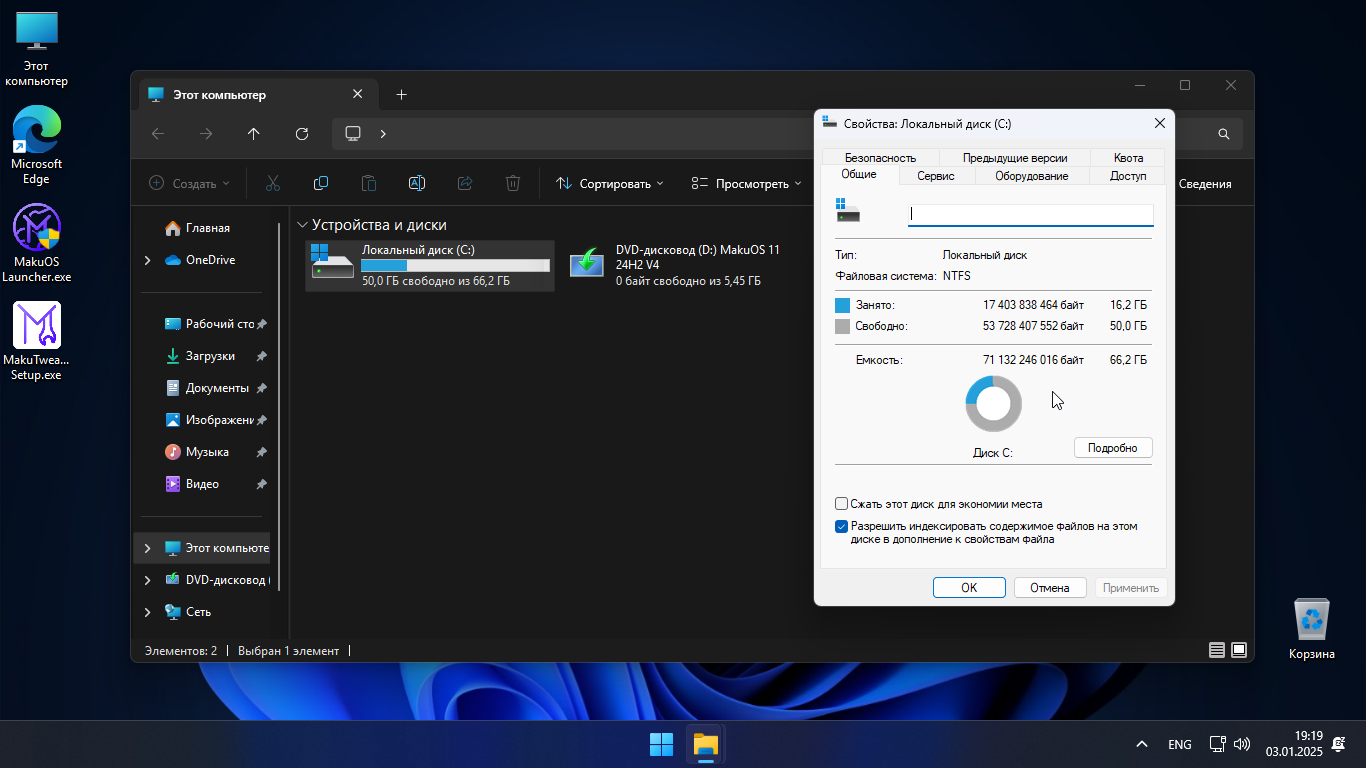 Этот
компьютер
Microsoft
Edge
MakuOS
Launcher.exe
MakuTwea...
Setup.exe
Этот компьютер
Создать
Сортировать
Просмотреть
Сведения
Главная
OneDrive
Рабочий сто
Загрузки
Документы
Изображени
Музыка
Видео
Этот компьюте
DVD-дисковод (
Сеть
Устройства и диски
Локальный диск (C:)
50,0 ГБ свободно из 66,2 ГБ
DVD-дисковод (D:) MakuOS 11
24H2 V4
0 байт свободно из 5,45 ГБ
Элементов: 2
Выбран 1 элемент
Свойства: Локальный диск (C:)
Безопасность Предыдущие версии Квота
Общие Сервис Оборудование Доступ
Тип: Локальный диск
Файловая система: NTFS
Занято: 17 403 838 464 байт 16,2 ГБ
Свободно: 53 728 407 552 байт 50,0 ГБ
Емкость: 71 132 246 016 байт 66,2 ГБ
Диск C:
Подробно
Сжать этот диск для экономии места
Разрешить индексировать содержимое файлов на этом
диске в дополнение к свойствам файла
OK Отмена Применить
Корзина
ENG
19:19
03.01.2025